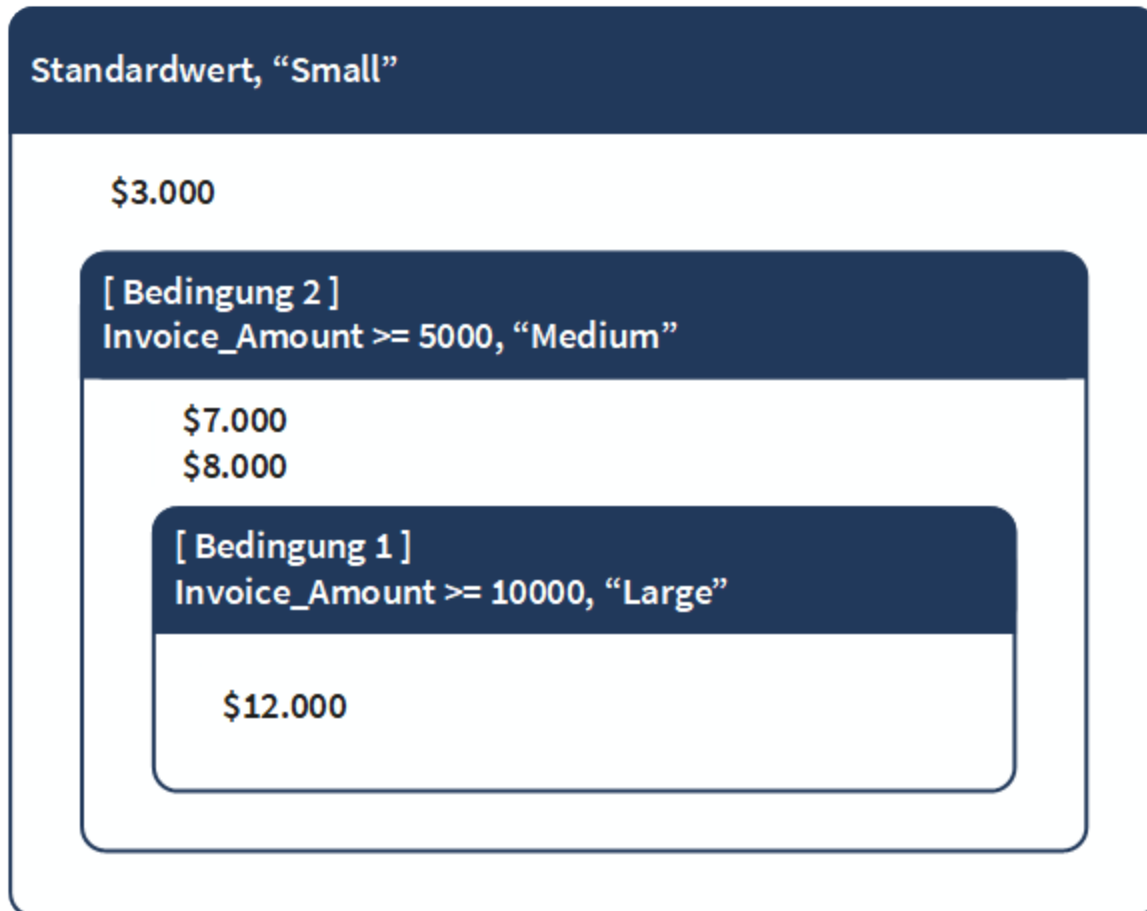 Standardwert, “Small”
$3.000
[ Bedingung 2 ]
Invoice_Amount >= 5000, “Medium”
$7.000
$8.000
[ Bedingung 1 ]
Invoice_Amount >= 10000, “Large”
$12.000